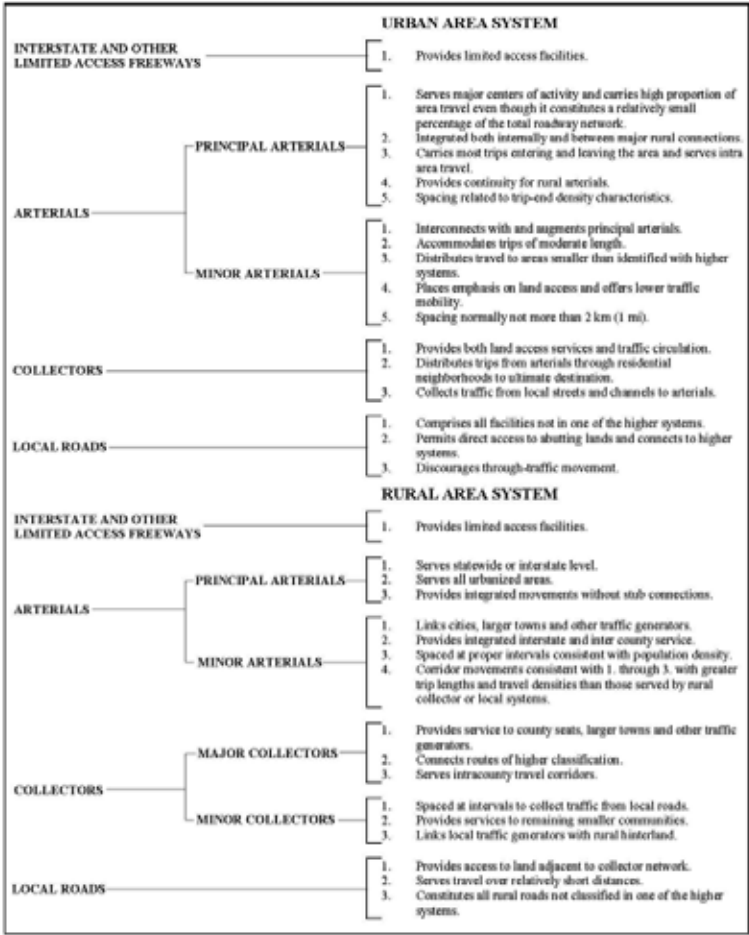 URBAN AREA SYSTEM
INTERSTATE AND OTHER
LIMITED ACCESS FREEWAYS
1. Provides limited access facilities.
ARTERIALS
PRINCIPAL ARTERIALS
1. Serves major centers of activity and carries high proportion of
area travel even though it constitutes a relatively small
percentage of the total roadway network.
2. Integrated both internally and between major rural connections.
3. Carries most trips entering and leaving the area and serves intra
area travel.
4. Provides continuity for rural arterials.
5. Spacing related to trip-end density characteristics.
MINOR ARTERIALS
1. Interconnects with and augments principal arterials.
2. Accommodates trips of moderate length.
3. Distributes travel to areas smaller than identified with higher
systems.
4. Places emphasis on land access and offers lower traffic
mobility.
5. Spacing normally not more than 2 km (1 mi).
COLLECTORS
1. Provides both land access services and traffic circulation.
2. Distributes trips from arterials through residential
neighborhoods to ultimate destination.
3. Collects traffic from local streets and channels to arterials.
LOCAL ROADS
1. Comprises all facilities not in one of the higher systems.
2. Permits direct access to abutting lands and connects to higher
systems.
3. Discourages through-traffic movement.
RURAL AREA SYSTEM
INTERSTATE AND OTHER
LIMITED ACCESS FREEWAYS
1. Provides limited access facilities.
ARTERIALS
PRINCIPAL ARTERIALS
1. Serves statewide or interstate level.
2. Serves all urbanized areas.
3. Provides integrated movements without stub connections.
MINOR ARTERIALS
1. Links cities, larger towns and other traffic generators.
2. Provides integrated interstate and inter county service.
3. Spaced at proper intervals consistent with population density.
4. Corridor movements consistent with 1. through 3. with greater
trip lengths and travel densities than those served by rural
collector or local systems.
COLLECTORS
MAJOR COLLECTORS
1. Provides service to county seats, larger towns and other traffic
generators.
2. Connects routes of higher classification.
3. Serves intracounty travel corridors.
MINOR COLLECTORS
1. Spaced at intervals to collect traffic from local roads.
2. Provides services to remaining smaller communities.
3. Links local traffic generators with rural hinterland.
LOCAL ROADS
1. Provides access to land adjacent to collector network.
2. Serves travel over relatively short distances.
3. Constitutes all rural roads not classified in one of the higher
systems.